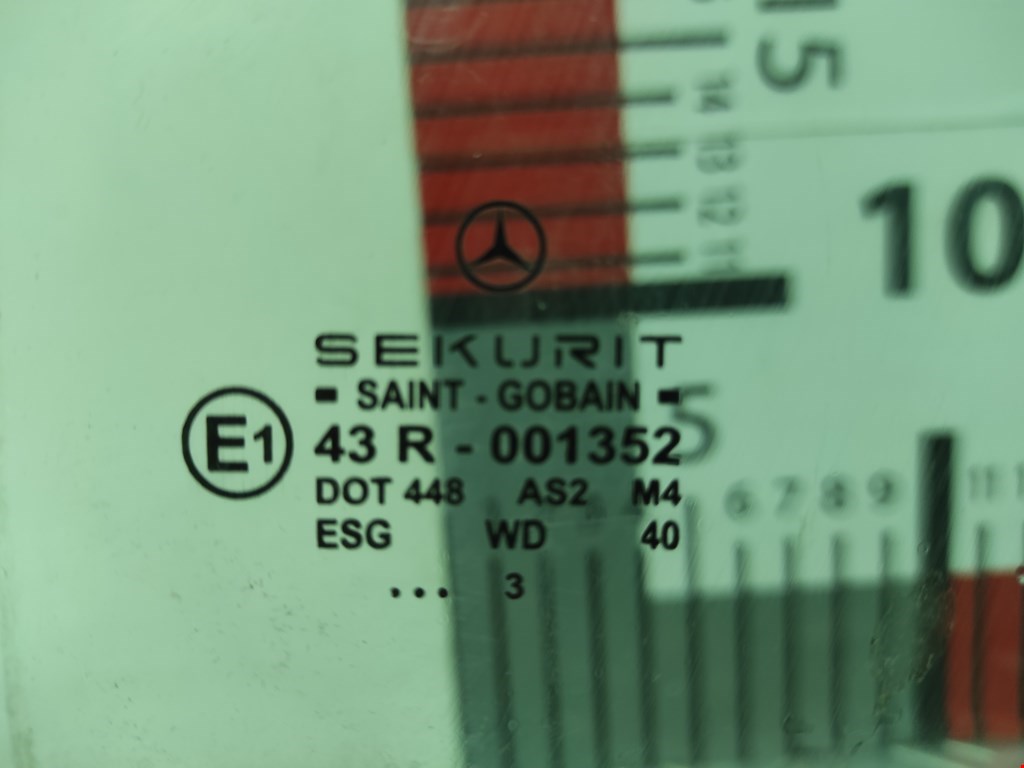 15
14
13
12
11
10
SEKURIT
- SAINT - GOBAIN -
5
E1
43 R - 001352
DOT 448 AS2 M4
6 7 8 9 11
ESG WD 40
... 3